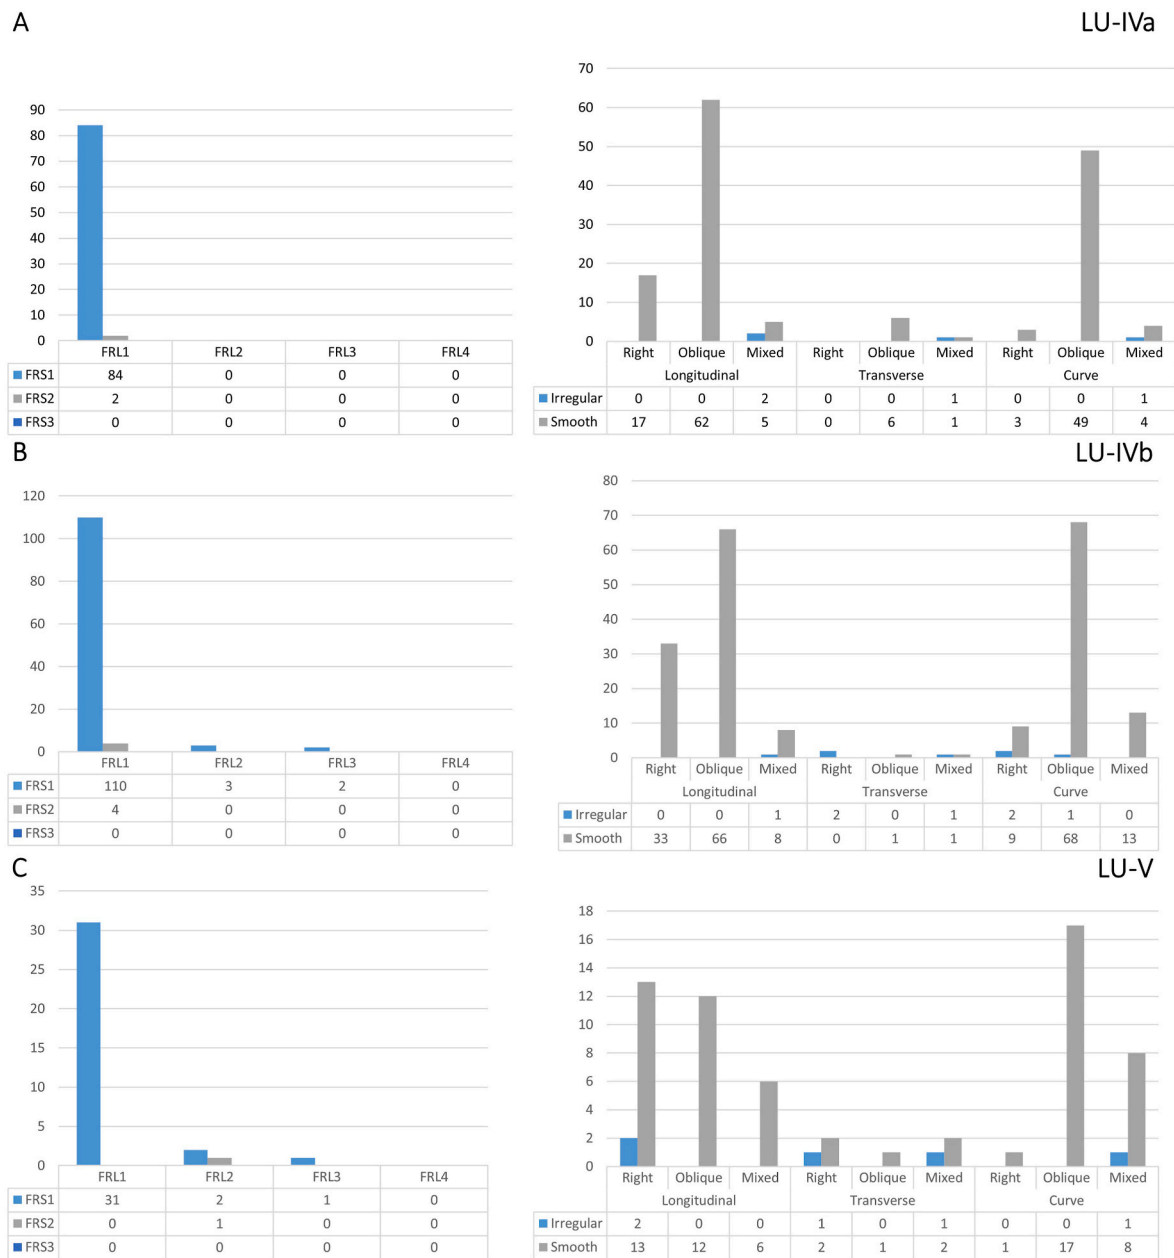 A
LU-IVa
90
80
70
60
50
40
30
20
10
0
FRL1 FRL2 FRL3 FRL4
FRS1 84 0 0 0
FRS2 2 0 0 0
FRS3 0 0 0 0
70
60
50
40
30
20
10
0
Right Oblique Mixed Right Oblique Mixed Right Oblique Mixed
Longitudinal Transverse Curve
Irregular 0 0 2 0 0 1 0 0 1
Smooth 17 62 5 0 6 1 3 49 4
B
LU-IVb
120
100
80
60
40
20
0
FRL1 FRL2 FRL3 FRL4
FRS1 110 3 2 0
FRS2 4 0 0 0
FRS3 0 0 0 0
80
70
60
50
40
30
20
10
0
Right Oblique Mixed Right Oblique Mixed Right Oblique Mixed
Longitudinal Transverse Curve
Irregular 0 0 1 2 0 1 2 1 0
Smooth 33 66 8 0 1 1 9 68 13
C
LU-V
35
30
25
20
15
10
5
0
FRL1 FRL2 FRL3 FRL4
FRS1 31 2 1 0
FRS2 0 1 0 0
FRS3 0 0 0 0
18
16
14
12
10
8
6
4
2
0
Right Oblique Mixed Right Oblique Mixed Right Oblique Mixed
Longitudinal Transverse Curve
Irregular 2 0 0 1 0 1 0 0 1
Smooth 13 12 6 2 1 2 1 17 8